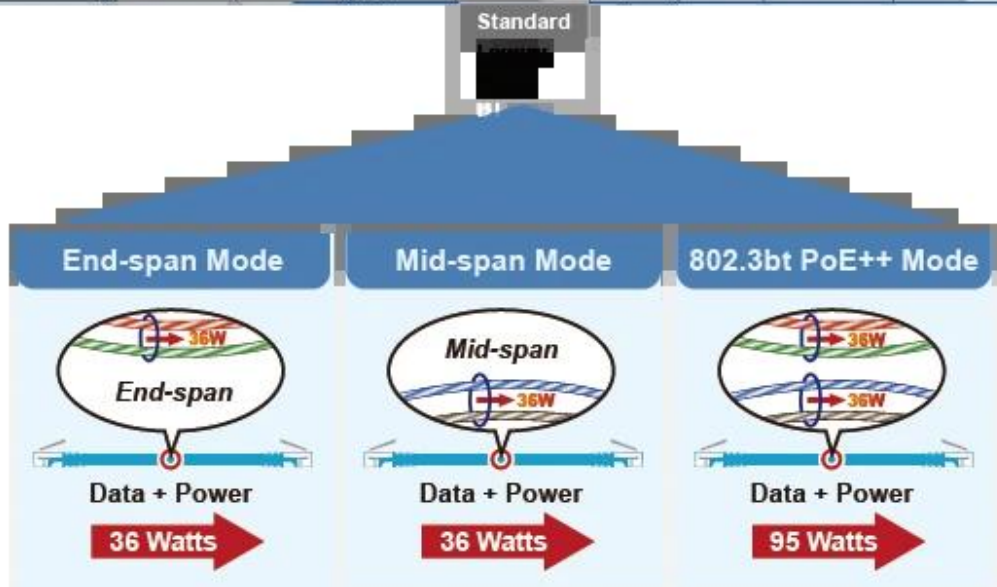 Standard
End-span Mode
Mid-span Mode
802.3bt PoE++ Mode
36W
End-span
Mid-span
36W
36W
36W
Data + Power
Data + Power
Data + Power
36 Watts
36 Watts
95 Watts